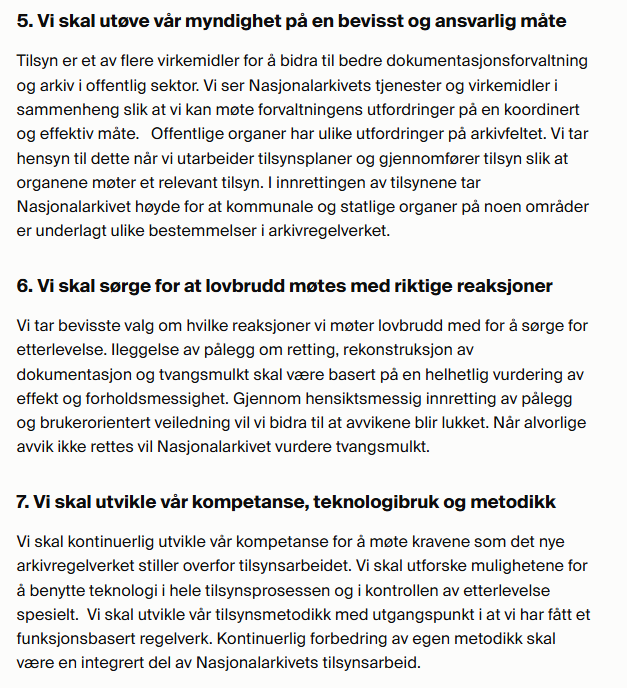 5. Vi skal utøve vår myndighet på en bevisst og ansvarlig måte
Tilsyn er et av flere virkemidler for å bidra til bedre dokumentasjonsforvaltning
og arkiv i offentlig sektor. Vi ser Nasjonalarkivets tjenester og virkemidler i
sammenheng slik at vi kan møte forvaltningens utfordringer på en koordinert
og effektiv måte.   Offentlige organer har ulike utfordringer på arkivfeltet. Vi tar
hensyn til dette når vi utarbeider tilsynsplaner og gjennomfører tilsyn slik at
organene møter et relevant tilsyn. I innrettingen av tilsynene tar
Nasjonalarkivet høyde for at kommunale og statlige organer på noen områder
er underlagt ulike bestemmelser i arkivregelverket.
6. Vi skal sørge for at lovbrudd møtes med riktige reaksjoner
Vi tar bevisste valg om hvilke reaksjoner vi møter lovbrudd med for å sørge for
etterlevelse. Ileggelse av pålegg om retting, rekonstruksjon av
dokumentasjon og tvangsmulkt skal være basert på en helhetlig vurdering av
effekt og forholdsmessighet. Gjennom hensiktsmessig innretting av pålegg
og brukerorientert veiledning vil vi bidra til at avvikene blir lukket. Når alvorlige
avvik ikke rettes vil Nasjonalarkivet vurdere tvangsmulkt.
7. Vi skal utvikle vår kompetanse, teknologibruk og metodikk
Vi skal kontinuerlig utvikle vår kompetanse for å møte kravene som det nye
arkivregelverket stiller overfor tilsynsarbeidet. Vi skal utforske mulighetene for
å benytte teknologi i hele tilsynsprosessen og i kontrollen av etterlevelse
spesielt.  Vi skal utvikle vår tilsynsmetodikk med utgangspunkt i at vi har fått et
funksjonsbasert regelverk. Kontinuerlig forbedring av egen metodikk skal
være en integrert del av Nasjonalarkivets tilsynsarbeid.